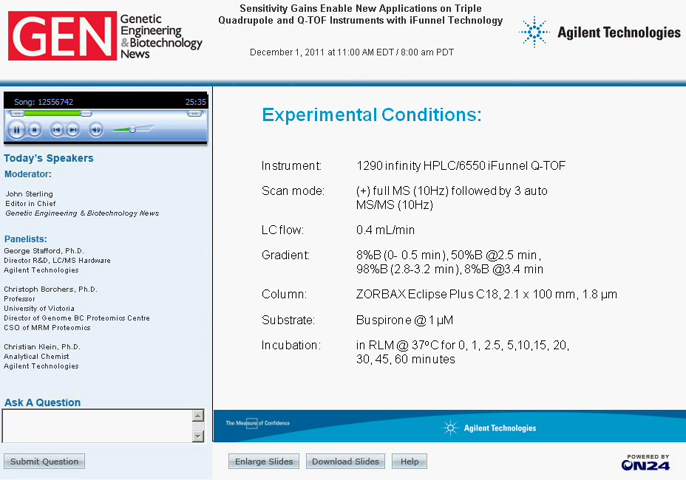 GEN
Genetic
Engineering
& Biotechnology
News
Sensitivity Gains Enable New Applications on Triple
Quadrupole and Q-TOF Instruments with iFunnel Technology
December 1, 2011 at 11:00 AM EDT / 8:00 am PDT
Agilent Technologies
Song: 12556742
25:35
Today's Speakers
Moderator:
John Sterling
Editor in Chief
Genetic Engineering & Biotechnology News
Panelists:
George Stafford, Ph.D.
Director R&D, LC/MS Hardware
Agilent Technologies
Christoph Borchers, Ph.D.
Professor
University of Victoria
Director of Genome BC Proteomics Centre
CSO of MRM Proteomics
Christian Klein, Ph.D.
Analytical Chemist
Agilent Technologies
Ask A Question
Submit Question
Experimental Conditions:
Instrument: 1290 infinity HPLC/6550 iFunnel Q-TOF
Scan mode: (+) full MS (10Hz) followed by 3 auto
MS/MS (10Hz)
LC flow: 0.4 mL/min
Gradient: 8%B (0- 0.5 min), 50%B @2.5 min,
98%B (2.8-3.2 min), 8%B @3.4 min
Column: ZORBAX Eclipse Plus C18, 2.1 x 100 mm, 1.8 µm
Substrate: Buspirone @ 1 µM
Incubation: in RLM @ 37ºC for 0, 1, 2.5, 5,10,15, 20,
30, 45, 60 minutes
The Measure of Confidence
Agilent Technologies
Enlarge Slides
Download Slides
Help
POWERED BY
ON24